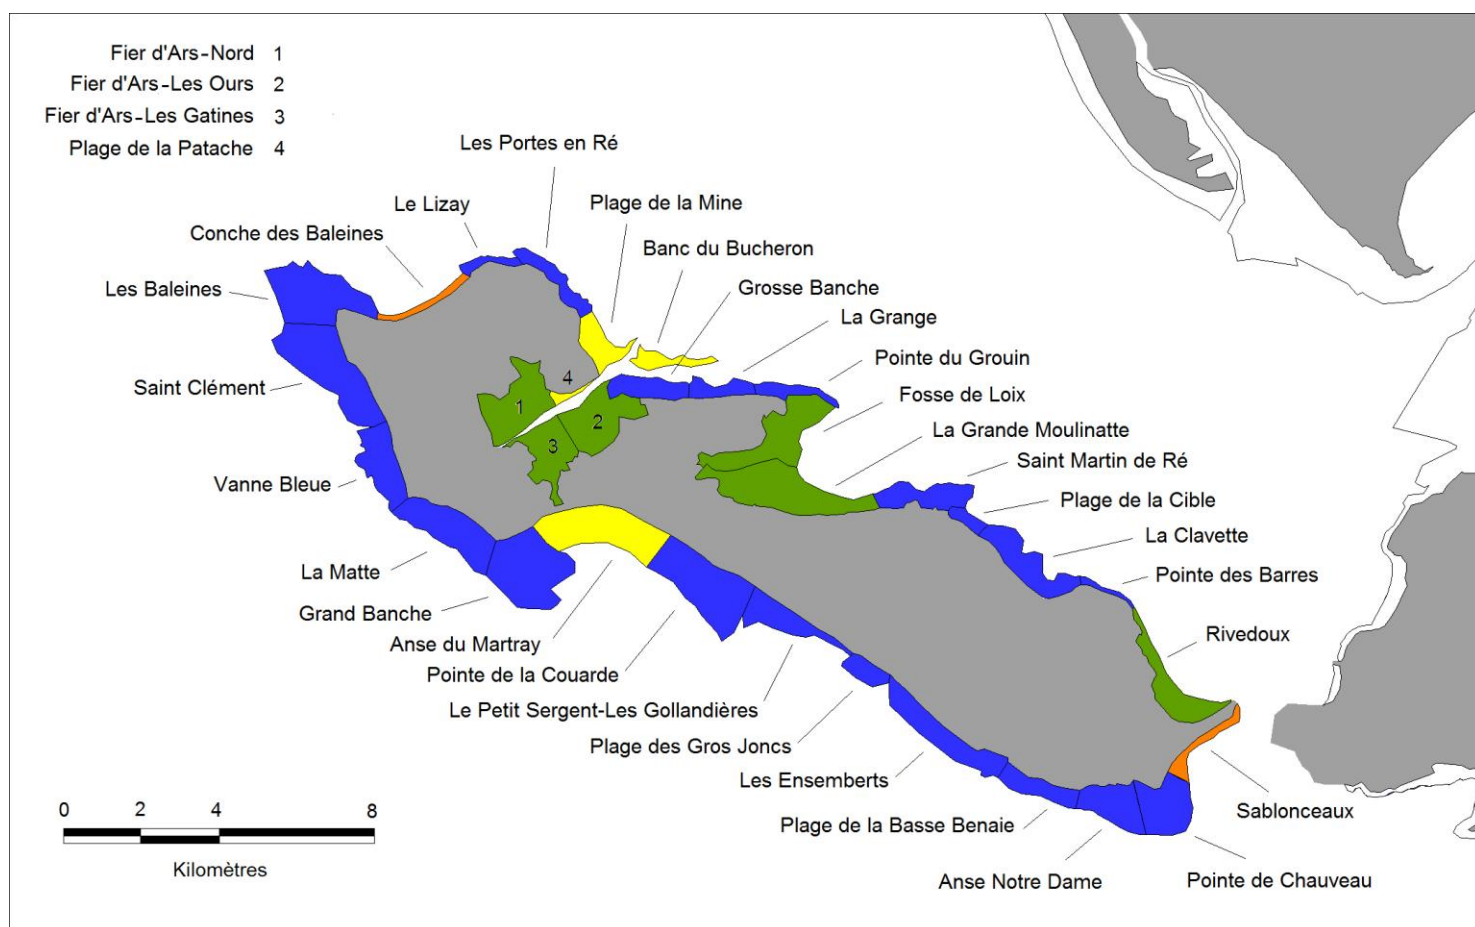 Fier d'Ars-Nord 1
Fier d'Ars-Les Ours 2
Fier d'Ars-Les Gatines 3
Plage de la Patache 4
Les Portes en Ré
Le Lizay
Plage de la Mine
Conche des Baleines
Banc du Bucheron
Les Baleines
Grosse Banche
La Grange
Pointe du Grouin
Saint Clément
4
1
2
3
Fosse de Loix
La Grande Moulinatte
Saint Martin de Ré
Vanne Bleue
Plage de la Cible
La Clavette
La Matte
Pointe des Barres
Grand Banche
Anse du Martray
Rivedoux
Pointe de la Couarde
Le Petit Sergent-Les Gollandières
Plage des Gros Joncs
Les Ensemberts
Sablonceaux
Plage de la Basse Benaie
Anse Notre Dame
Pointe de Chauveau
0 2 4 8
Kilomètres